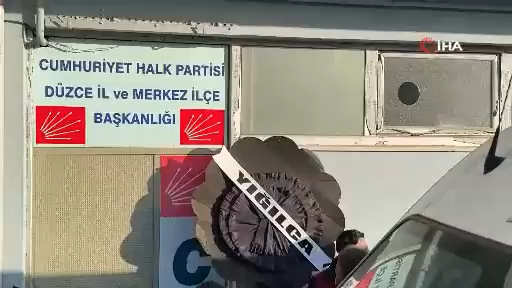 İHA
CUMHURİYET HALK PARTİSİ
DÜZCE İL ve MERKEZ İLÇE
BAŞKANLIĞI
YIĞILCA
C